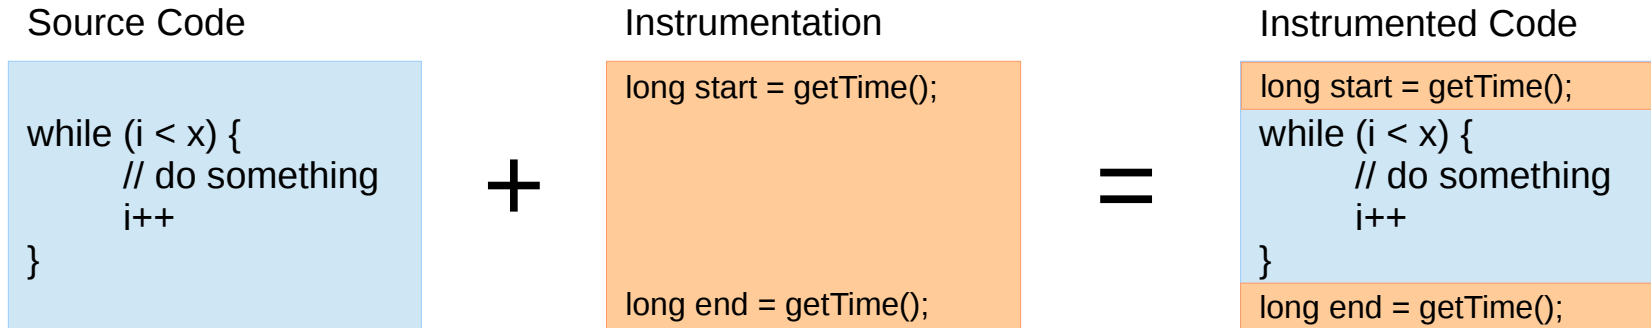 Source Code
while (i < x) {
// do something
i++
}
+
Instrumentation
long start = getTime();
long end = getTime();
=
Instrumented Code
long start = getTime();
while (i < x) {
// do something
i++
}
long end = getTime();